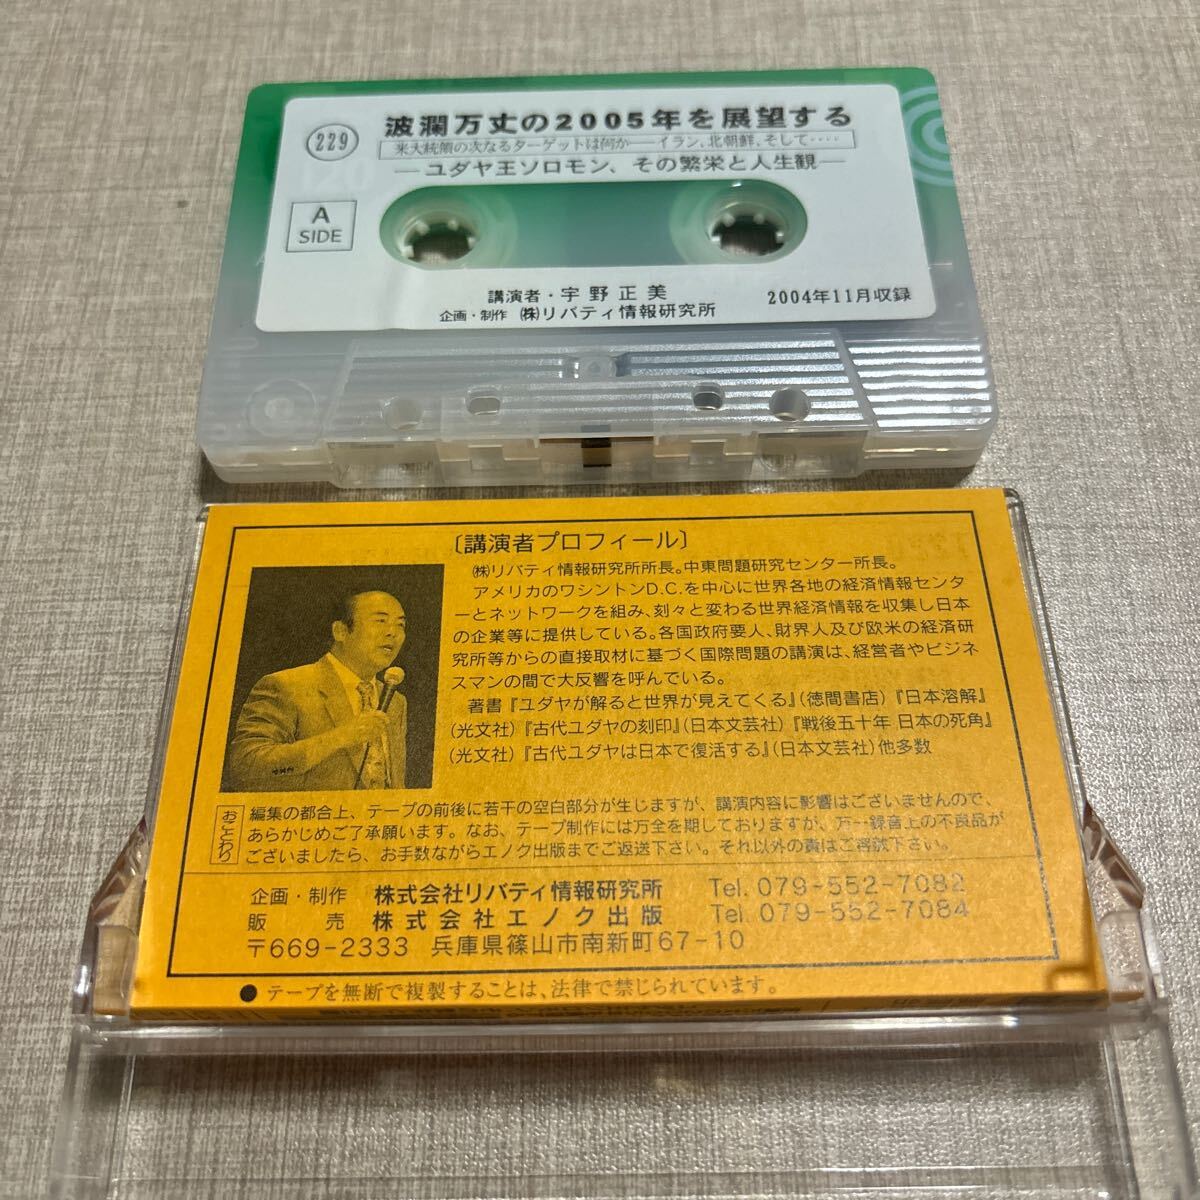 229
波瀾万丈の2005年を展望する
米大統領の次なるターゲットは何か──イラン、北朝鮮、そして‥‥
―ユダヤ王ソロモン、その繁栄と人生観―
A
SIDE
講演者・宇野正美
企画・制作 ㈱リバティ情報研究所
2004年11月収録
〔講演者プロフィール〕
㈱リバティ情報研究所所長。中東問題研究センター所長。
アメリカのワシントンD.C.を中心に世界各地の経済情報センタ
ーとネットワークを組み、刻々と変わる世界経済情報を収集し日本
の企業等に提供している。各国政府要人、財界人及び欧米の経済研
究所等からの直接取材に基づく国際問題の講演は、経営者やビジネ
スマンの間で大反響を呼んでいる。
著書『ユダヤが解ると世界が見えてくる』（徳間書店）『日本溶解』
（光文社）『古代ユダヤの刻印』（日本文芸社）『戦後五十年 日本の死角』
（光文社）『古代ユダヤは日本で復活する』（日本文芸社）他多数
おことわり
編集の都合上、テープの前後に若干の空白部分が生じますが、講演内容に影響はございませんので、
あらかじめご了承願います。なお、テープ制作には万全を期しておりますが、万一録音上の不良品が
ございましたら、お手数ながらエノク出版までご返送下さい。それ以外の責はご容赦下さい。
企画・制作 株式会社リバティ情報研究所 Tel. 079-552-7082
販売 株式会社エノク出版 Tel. 079-552-7084
〒669-2333 兵庫県篠山市南新町67-10
●テープを無断で複製することは、法律で禁じられています。